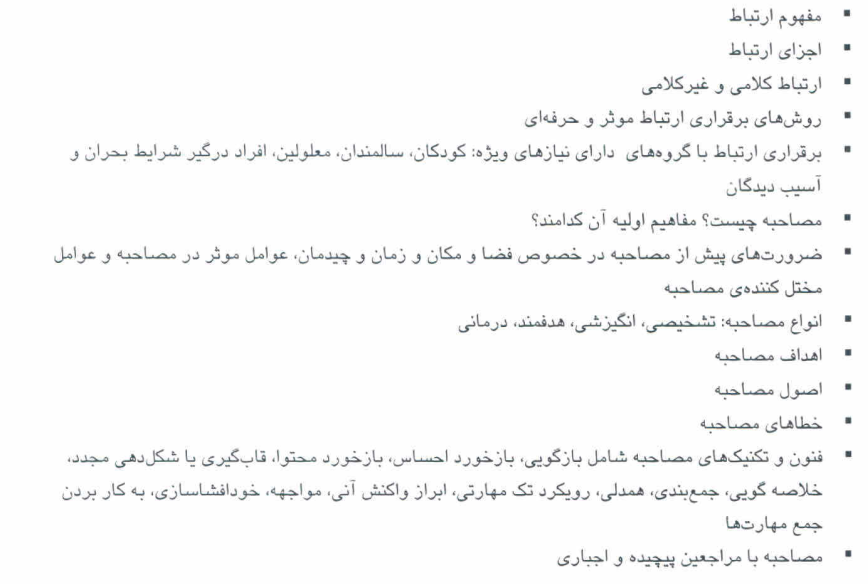 ▪ مفهوم ارتباط
▪ اجزای ارتباط
▪ ارتباط کلامی و غیرکلامی
▪ روش‌های برقراری ارتباط موثر و حرفه‌ای
▪ برقراری ارتباط با گروه‌های دارای نیازهای ویژه: کودکان، سالمندان، معلولین، افراد درگیر شرایط بحران و
آسیب دیدگان
▪ مصاحبه چیست؟ مفاهیم اولیه آن کدامند؟
▪ ضرورت‌های پیش از مصاحبه در خصوص فضا و مکان و زمان و چیدمان، عوامل موثر در مصاحبه و عوامل
مختل کننده‌ی مصاحبه
▪ انواع مصاحبه: تشخیصی، انگیزشی، هدفمند، درمانی
▪ اهداف مصاحبه
▪ اصول مصاحبه
▪ خطاهای مصاحبه
▪ فنون و تکنیک‌های مصاحبه شامل بازگویی، بازخورد احساس، بازخورد محتوا، قاب‌گیری یا شکل‌دهی مجدد،
خلاصه گویی، جمع‌بندی، همدلی، رویکرد تک مهارتی، ابراز واکنش آنی، مواجهه، خودافشاسازی، به کار بردن
جمع مهارت‌ها
▪ مصاحبه با مراجعین پیچیده و اجباری